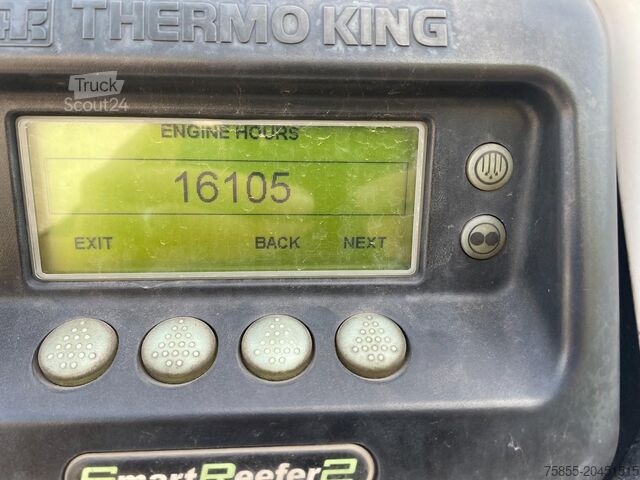 THERMO KING
Truck
Scout24
ENGINE HOURS
16105
EXIT BACK NEXT
SmartReefer2
75855-20451515